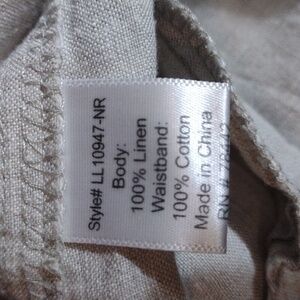 Style# LL10947-NR
Body:
100% Linen
Waistband:
100% Cotton
Made in China
RN #